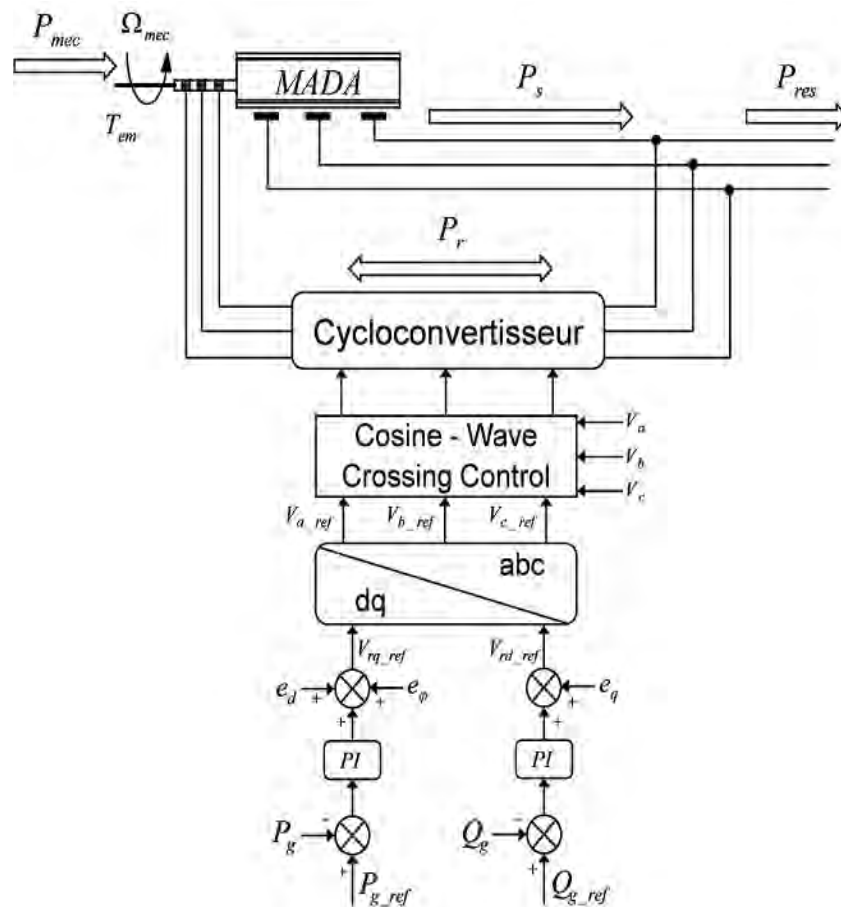 P_mec
Ω_mec
T_em
MADA
P_s
P_res
P_r
Cycloconvertisseur
Cosine - Wave
Crossing Control
V_a
V_b
V_c
V_a_ref
V_b_ref
V_c_ref
abc
dq
V_rq_ref
V_rd_ref
e_d
+
+
e_φ
+
+
e_q
+
PI
PI
P_g
-
Q_g
-
+
P_g_ref
+
Q_g_ref